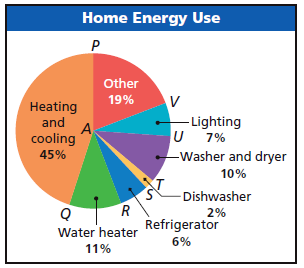 Home Energy Use
P
Other
19%
V
Heating
and
cooling
45%
A
Lighting
7%
U
Washer and dryer
10%
T
S
Dishwasher
2%
Q
R
Refrigerator
6%
Water heater
11%